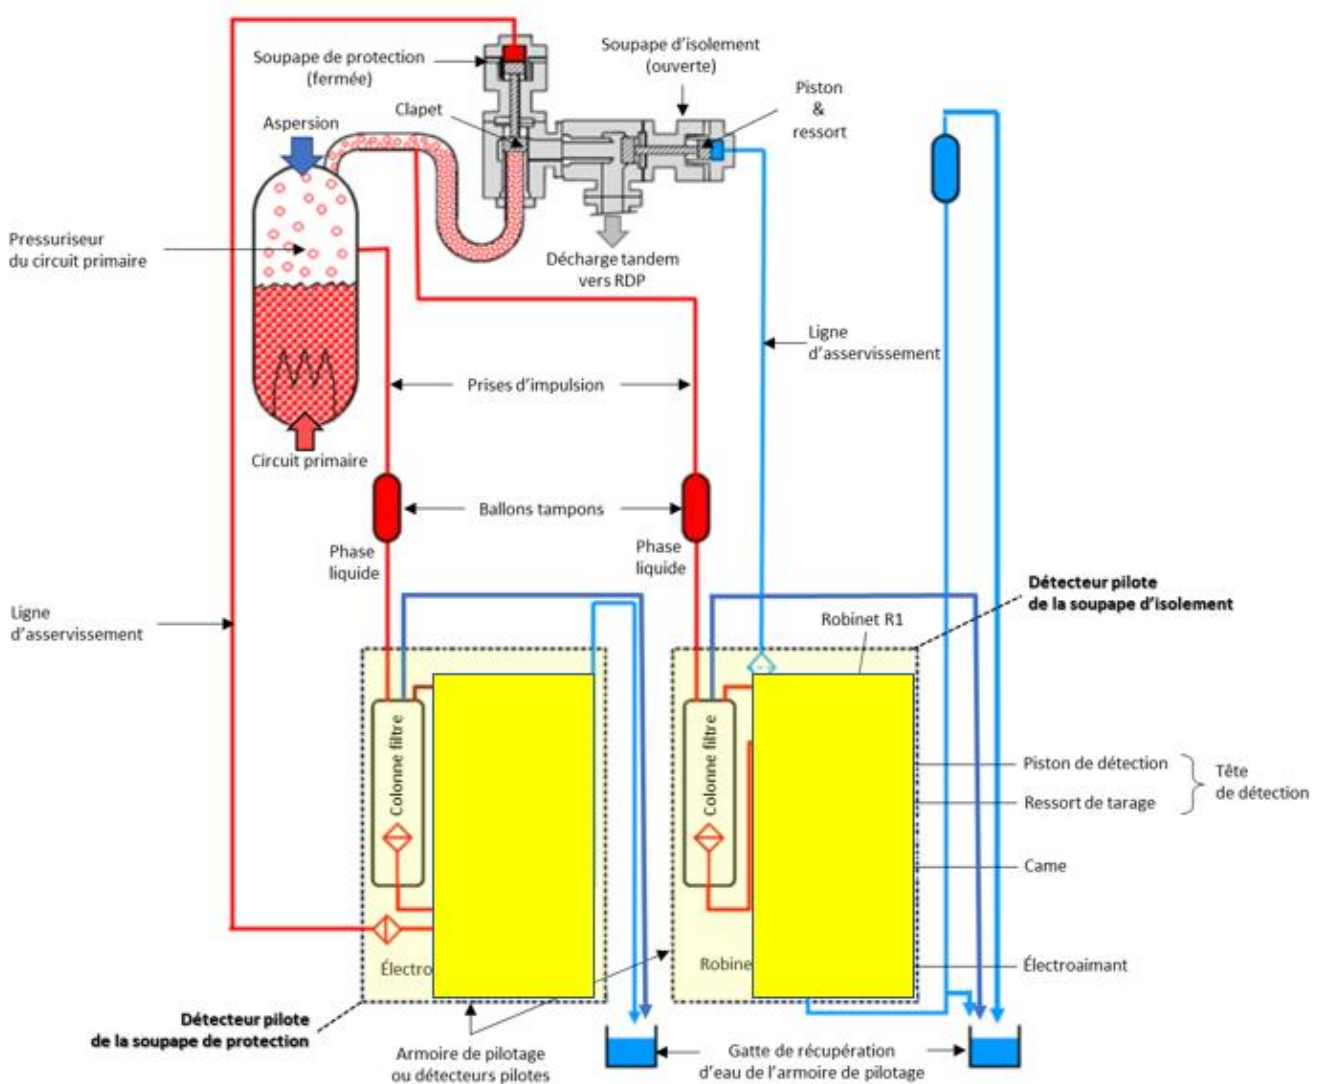 Soupape de protection
(fermée)
Soupape d'isolement
(ouverte)
Piston
&
ressort
Clapet
Aspersion
Pressuriseur
du circuit primaire
Décharge tandem
vers RDP
Ligne
d'asservissement
Prises d'impulsion
Circuit primaire
Ballons tampons
Phase
liquide
Phase
liquide
Détecteur pilote
de la soupape d'isolement
Ligne
d'asservissement
Robinet R1
Colonne filtre
Colonne filtre
Piston de détection
Ressort de tarage
Tête
de détection
Came
Électro
Robine
Électroaimant
Détecteur pilote
de la soupape de protection
Armoire de pilotage
ou détecteurs pilotes
Gatte de récupération
d'eau de l'armoire de pilotage